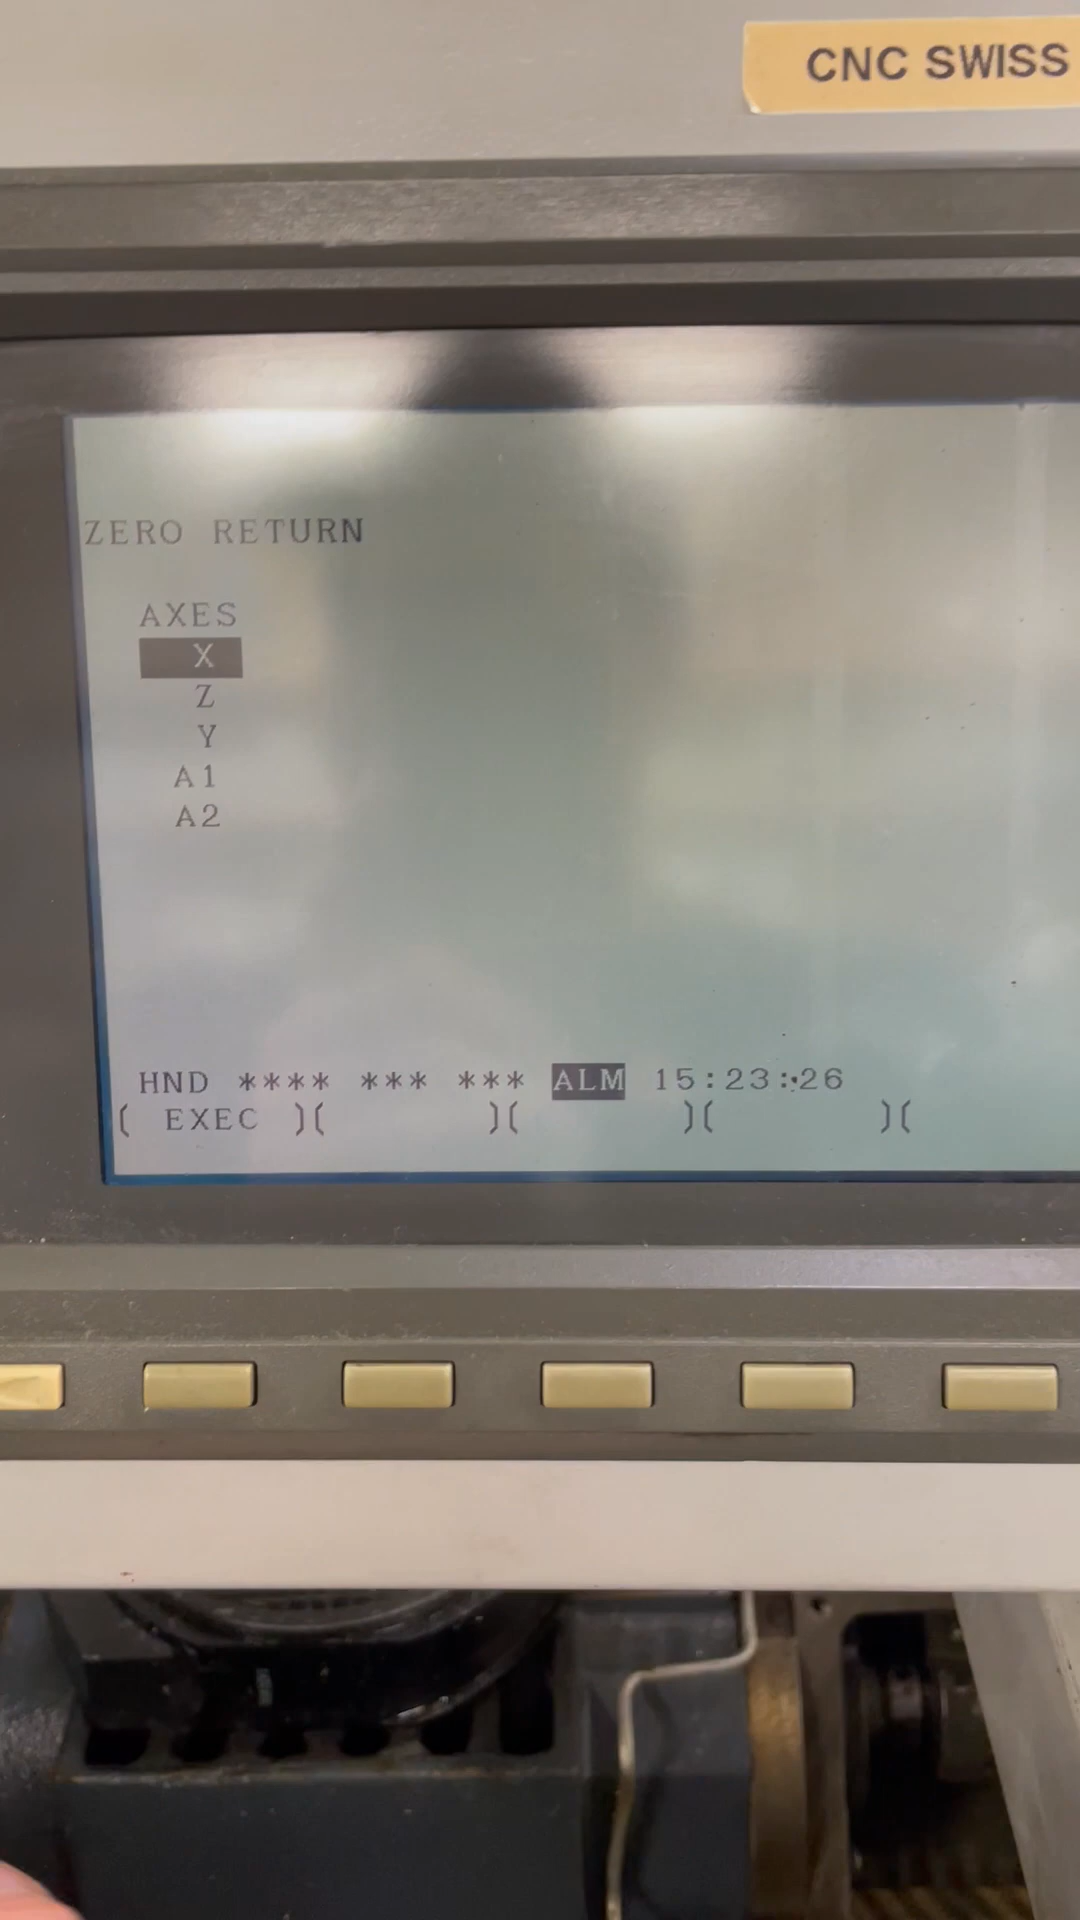 CNC SWISS
ZERO RETURN
AXES
X
Z
Y
A1
A2
HND **** *** *** ALM 15:23:26
( EXEC )( )( )( )(